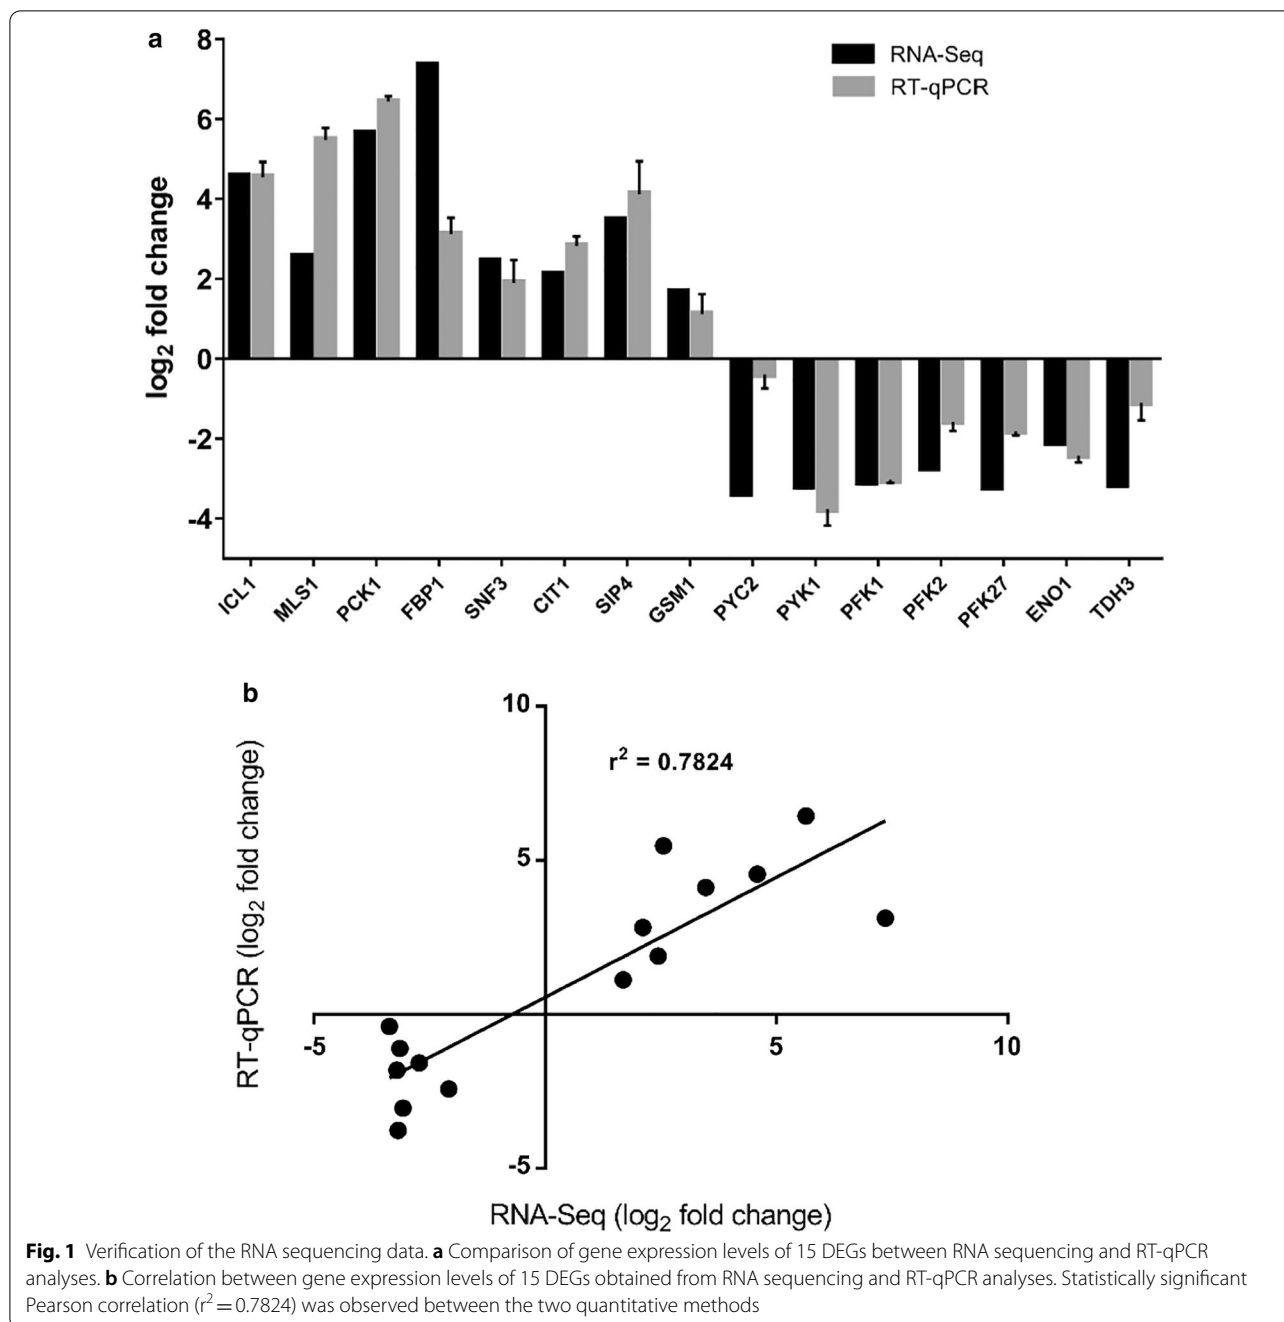 a
8
6
4
2
0
-2
-4
log2 fold change
RNA-Seq
RT-qPCR
ICL1
MLS1
PCK1
FBP1
SNF3
CIT1
SIP4
GSM1
PYC2
PYK1
PFK1
PFK2
PFK27
ENO1
TDH3
b
10
5
-5
r2 = 0.7824
RT-qPCR (log2 fold change)
-5
5
10
RNA-Seq (log2 fold change)
Fig. 1 Verification of the RNA sequencing data. a Comparison of gene expression levels of 15 DEGs between RNA sequencing and RT-qPCR
analyses. b Correlation between gene expression levels of 15 DEGs obtained from RNA sequencing and RT-qPCR analyses. Statistically significant
Pearson correlation (r2 = 0.7824) was observed between the two quantitative methods